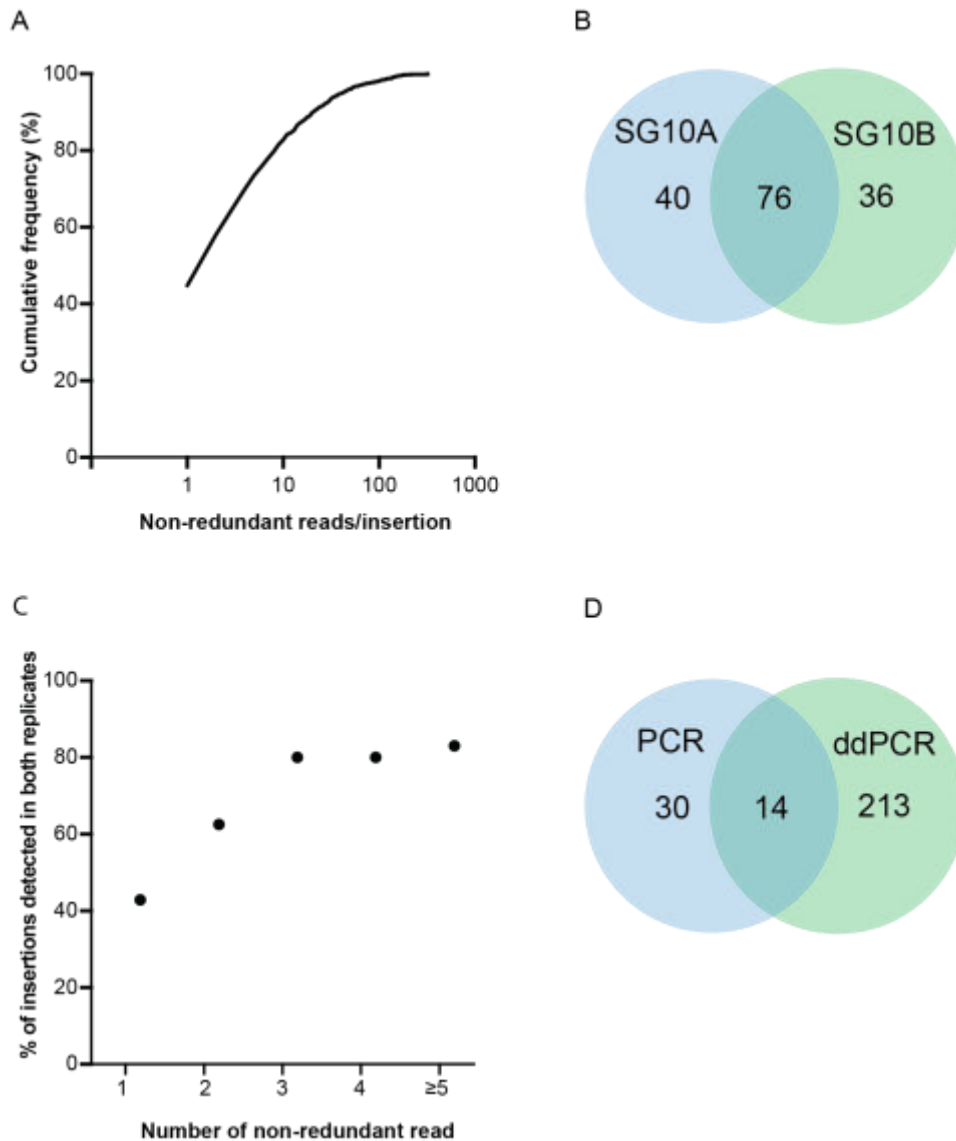 A
Cumulative frequency (%)
100
80
60
40
20
0
1 10 100 1000
Non-redundant reads/insertion
B
SG10A SG10B
40 76 36
C
% of insertions detected in both replicates
100
80
60
40
20
0
1 2 3 4 ≥5
Number of non-redundant read
D
PCR ddPCR
30 14 213